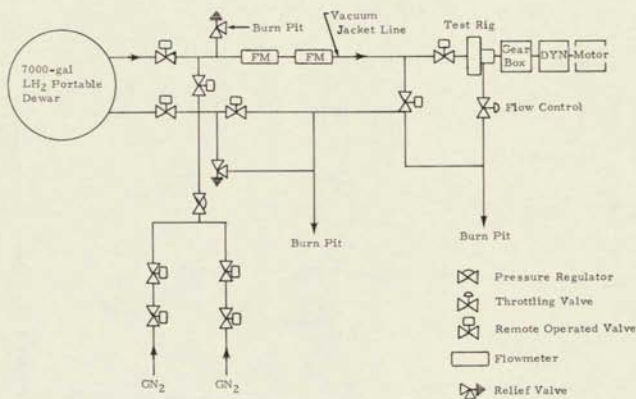 Burn Pit
Vacuum
Jacket Line
Test Rig
7000-gal
LH2 Portable
Dewar
FM
FM
Gear
Box
DYN
Motor
Flow Control
Burn Pit
Burn Pit
GN2
GN2
Pressure Regulator
Throttling Valve
Remote Operated Valve
Flowmeter
Relief Valve